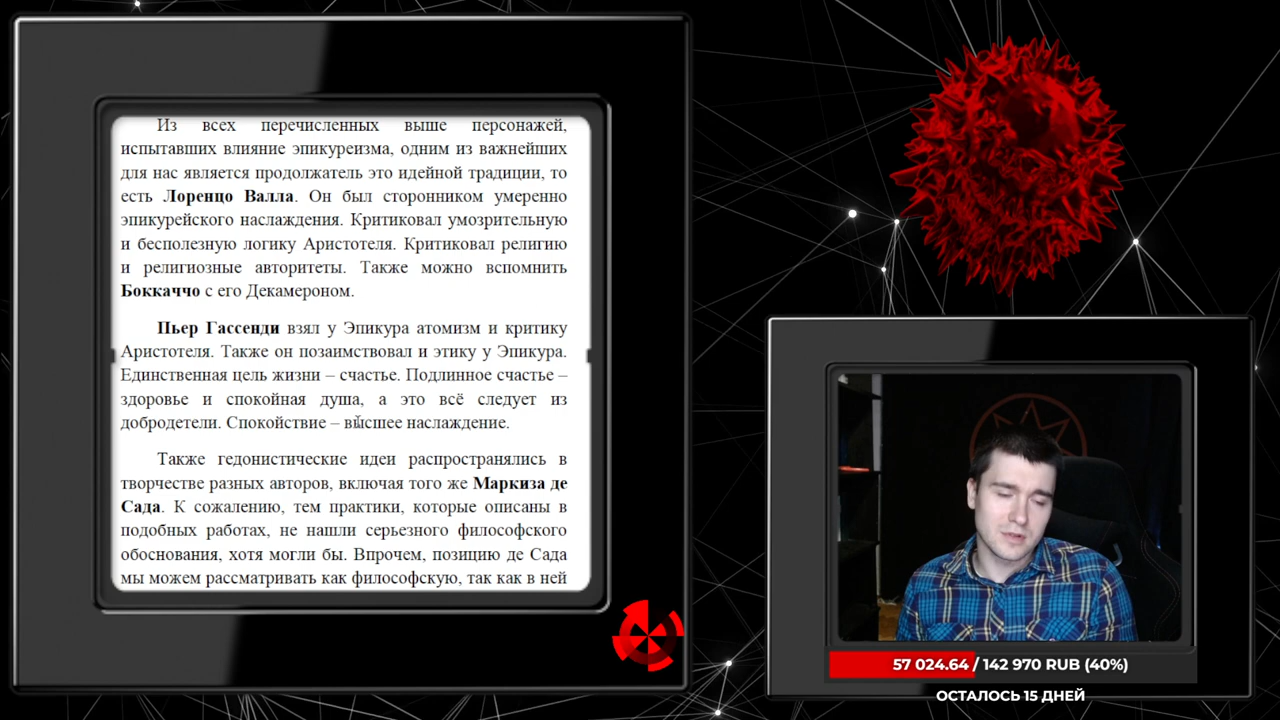 Из всех перечисленных выше персонажей,
испытавших влияние эпикуреизма, одним из важнейших
для нас является продолжатель это идейной традиции, то
есть Лоренцо Валла. Он был сторонником умеренно
эпикурейского наслаждения. Критиковал умозрительную
и бесполезную логику Аристотеля. Критиковал религию
и религиозные авторитеты. Также можно вспомнить
Боккаччо с его Декамероном.
Пьер Гассенди взял у Эпикура атомизм и критику
Аристотеля. Также он позаимствовал и этику у Эпикура.
Единственная цель жизни – счастье. Подлинное счастье –
здоровье и спокойная душа, а это всё следует из
добродетели. Спокойствие – высшее наслаждение.
Также гедонистические идеи распространялись в
творчестве разных авторов, включая того же Маркиза де
Сада. К сожалению, тем практики, которые описаны в
подобных работах, не нашли серьезного философского
обоснования, хотя могли бы. Впрочем, позицию де Сада
мы можем рассматривать как философскую, так как в ней
57 024.64 / 142 970 RUB (40%)
ОСТАЛОСЬ 15 ДНЕЙ